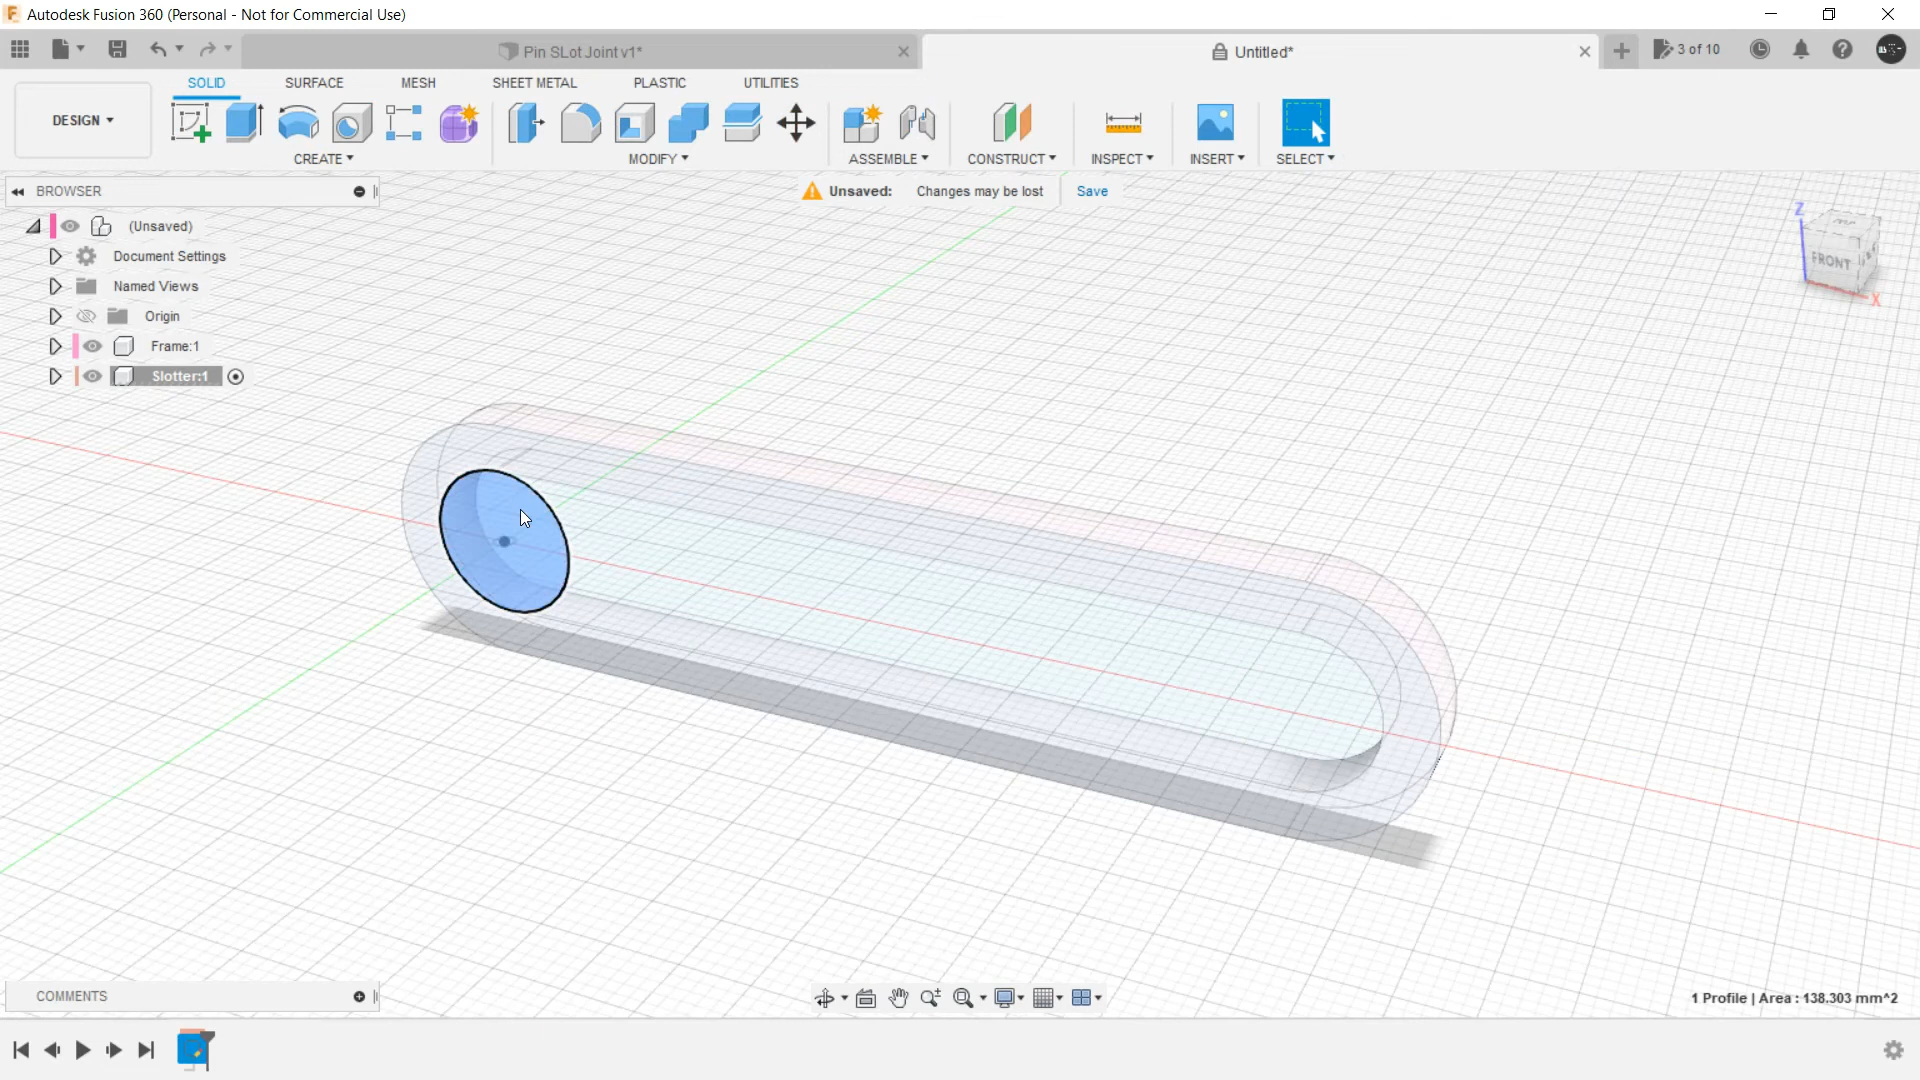 Autodesk Fusion 360 (Personal - Not for Commercial Use)
Pin SLot Joint v1*
Untitled*
3 of 10
SOLID SURFACE MESH SHEET METAL PLASTIC UTILITIES
DESIGN
CREATE MODIFY ASSEMBLE CONSTRUCT INSPECT INSERT SELECT
BROWSER
Unsaved: Changes may be lost Save
(Unsaved)
Document Settings
Named Views
Origin
Frame:1
Slotter:1
Z
FRONT
X
COMMENTS
1 Profile | Area : 138.303 mm^2